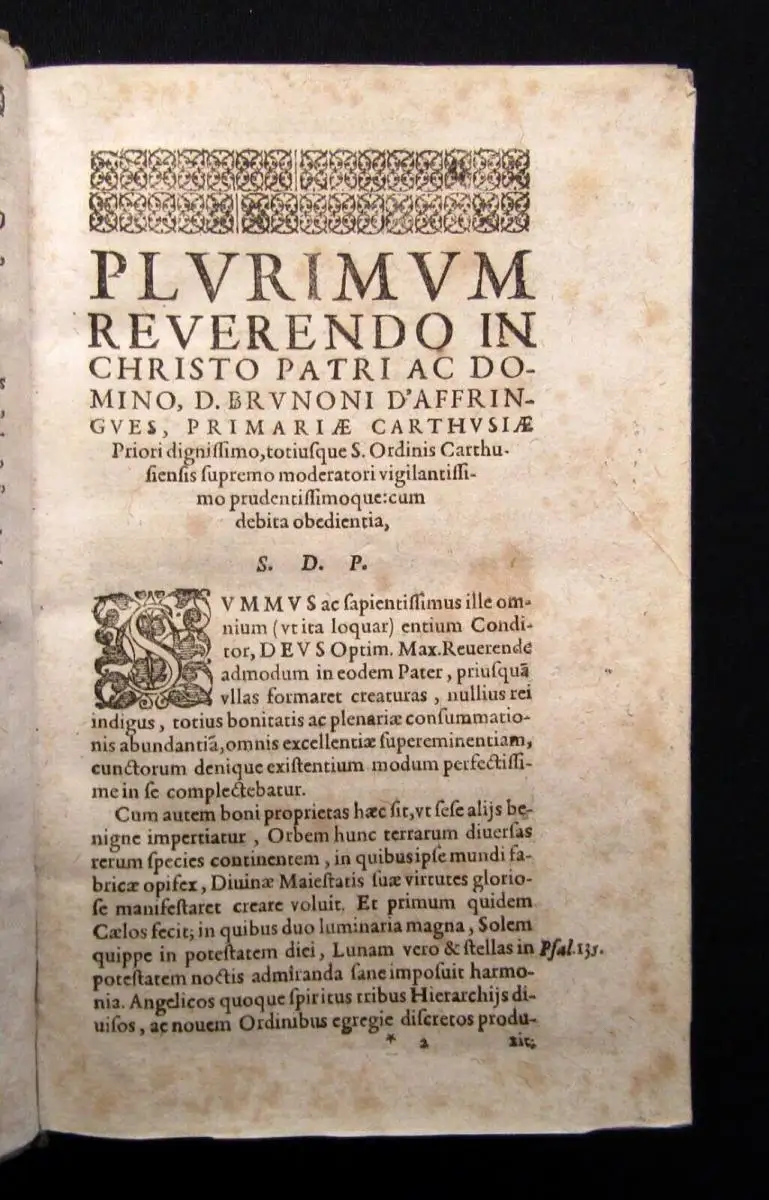 PLVRIMVM
REVERENDO IN
CHRISTO PATRI AC DO-
MINO, D. BRVNONI D'AFFRIN-
GVES, PRIMARIÆ CARTHVSIÆ
Priori digniſſimo, totiuſque S. Ordinis Carthu-
ſienſis ſupremo moderatori vigilantiſſi-
mo prudentiſſimoque: cum
debita obedientia,
S. D. P.
SVMMVS ac ſapientiſſimus ille om-
nium (vt ita loquar) entium Condi-
tor, DEVS Optim. Max. Reuerende
admodum in eodem Pater, priuſquā
vllas formaret creaturas, nullius rei
indigus, totius bonitatis ac plenariæ conſummatio-
nis abundantiā, omnis excellentiæ ſupereminentiam,
cunctorum denique exiſtentium modum perfectiſſi-
me in ſe complectebatur.
Cum autem boni proprietas hæc ſit, vt ſeſe alijs be-
nigne impertiatur, Orbem hunc terrarum diuerſas
rerum ſpecies continentem, in quibus ipſe mundi fa-
bricæ opifex, Diuinæ Maieſtatis ſuæ virtutes glorio-
ſe manifeſtaret creare voluit. Et primum quidem
Cælos fecit; in quibus duo luminaria magna, Solem
quippe in poteſtatem diei, Lunam vero & ſtellas in Pſal.135.
poteſtatem noctis admiranda ſane impoſuit harmo-
nia. Angelicos quoque ſpiritus tribus Hierarchijs di-
uiſos, ac nouem Ordinibus egregie diſcretos produ-
* 2 xit;